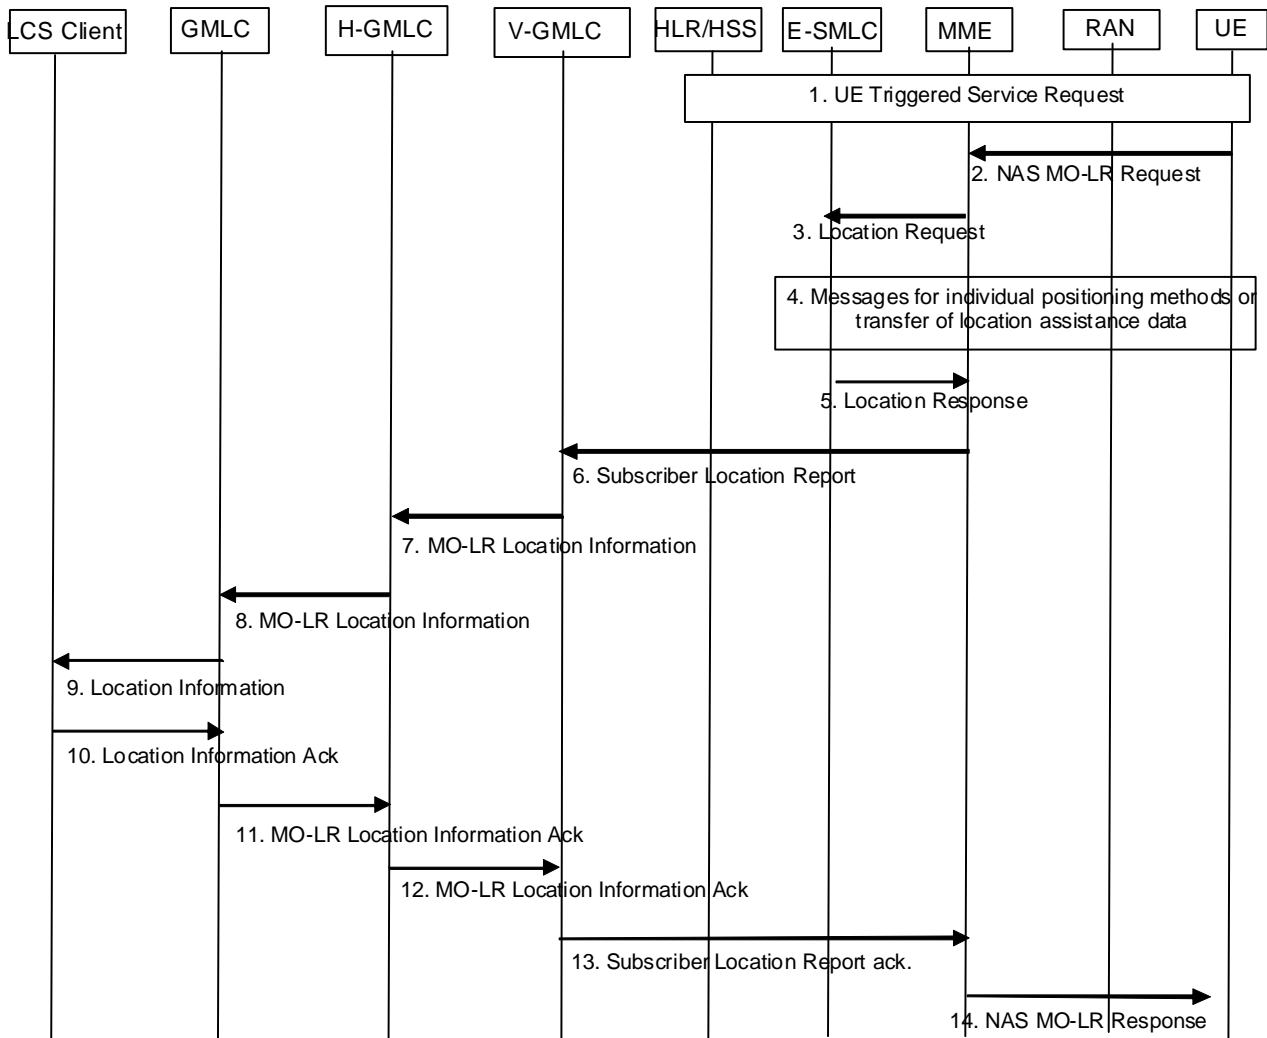 LCS Client
GMLC
H-GMLC
V-GMLC
HLR/HSS
E-SMLC
MME
RAN
UE
1. UE Triggered Service Request
2. NAS MO-LR Request
3. Location Request
4. Messages for individual positioning methods or
transfer of location assistance data
5. Location Response
6. Subscriber Location Report
7. MO-LR Location Information
8. MO-LR Location Information
9. Location Information
10. Location Information Ack
11. MO-LR Location Information Ack
12. MO-LR Location Information Ack
13. Subscriber Location Report ack.
14. NAS MO-LR Response